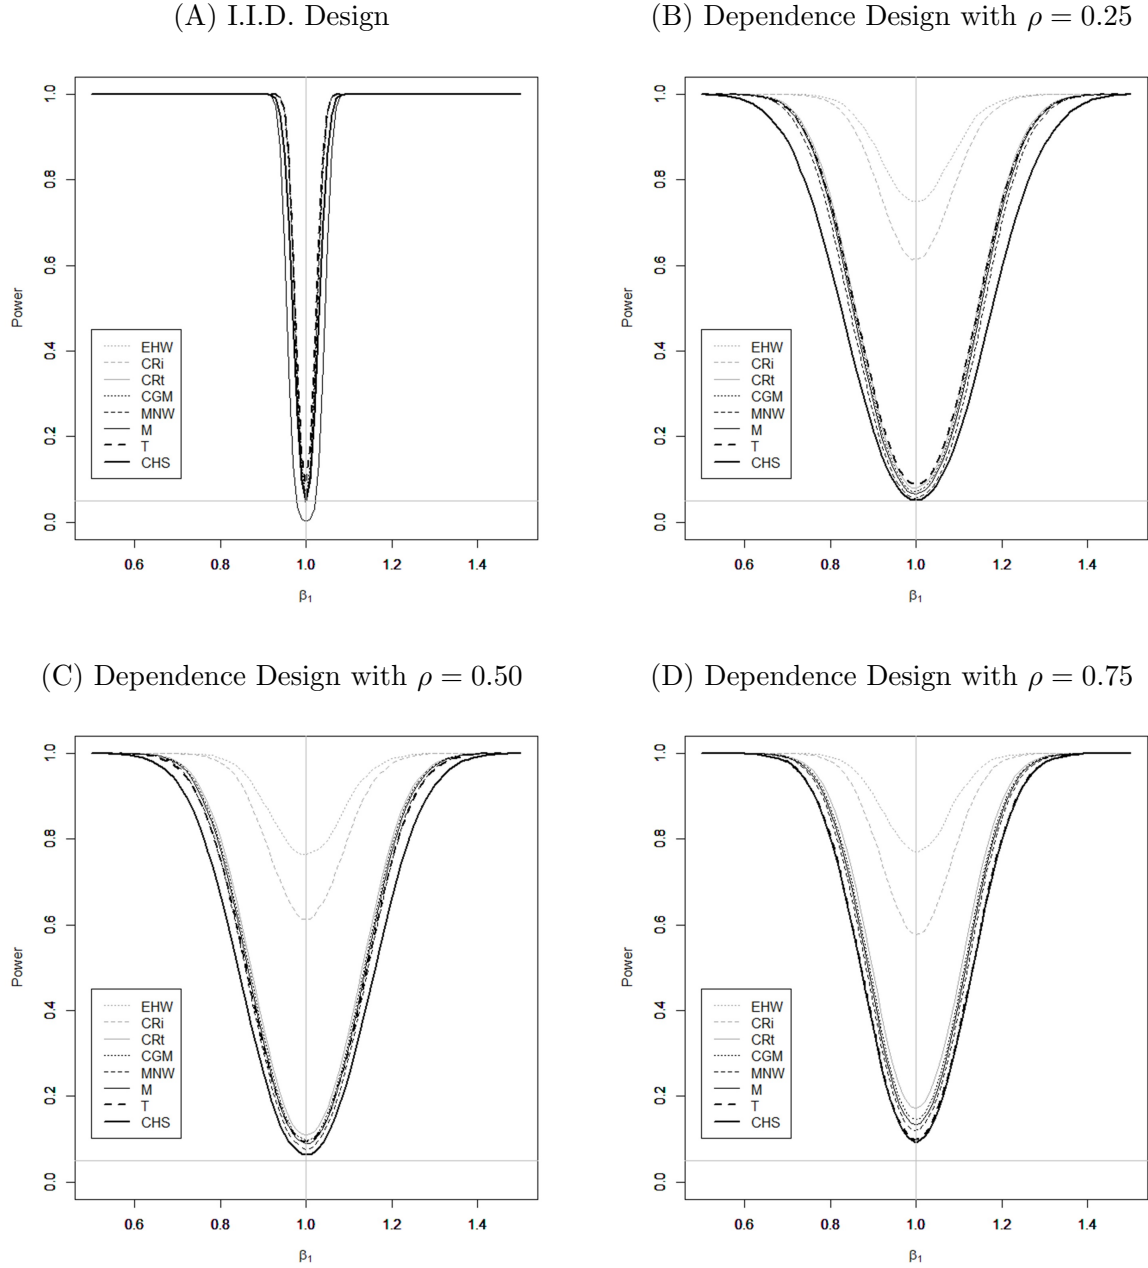 (A) I.I.D. Design
Power
1.0
0.8
0.6
0.4
0.2
0.0
EHW
CRi
CRt
CGM
MNW
M
T
CHS
0.6 0.8 1.0 1.2 1.4
β₁
(B) Dependence Design with ρ = 0.25
Power
1.0
0.8
0.6
0.4
0.2
0.0
EHW
CRi
CRt
CGM
MNW
M
T
CHS
0.6 0.8 1.0 1.2 1.4
β₁
(C) Dependence Design with ρ = 0.50
Power
1.0
0.8
0.6
0.4
0.2
0.0
EHW
CRi
CRt
CGM
MNW
M
T
CHS
0.6 0.8 1.0 1.2 1.4
β₁
(D) Dependence Design with ρ = 0.75
Power
1.0
0.8
0.6
0.4
0.2
0.0
EHW
CRi
CRt
CGM
MNW
M
T
CHS
0.6 0.8 1.0 1.2 1.4
β₁